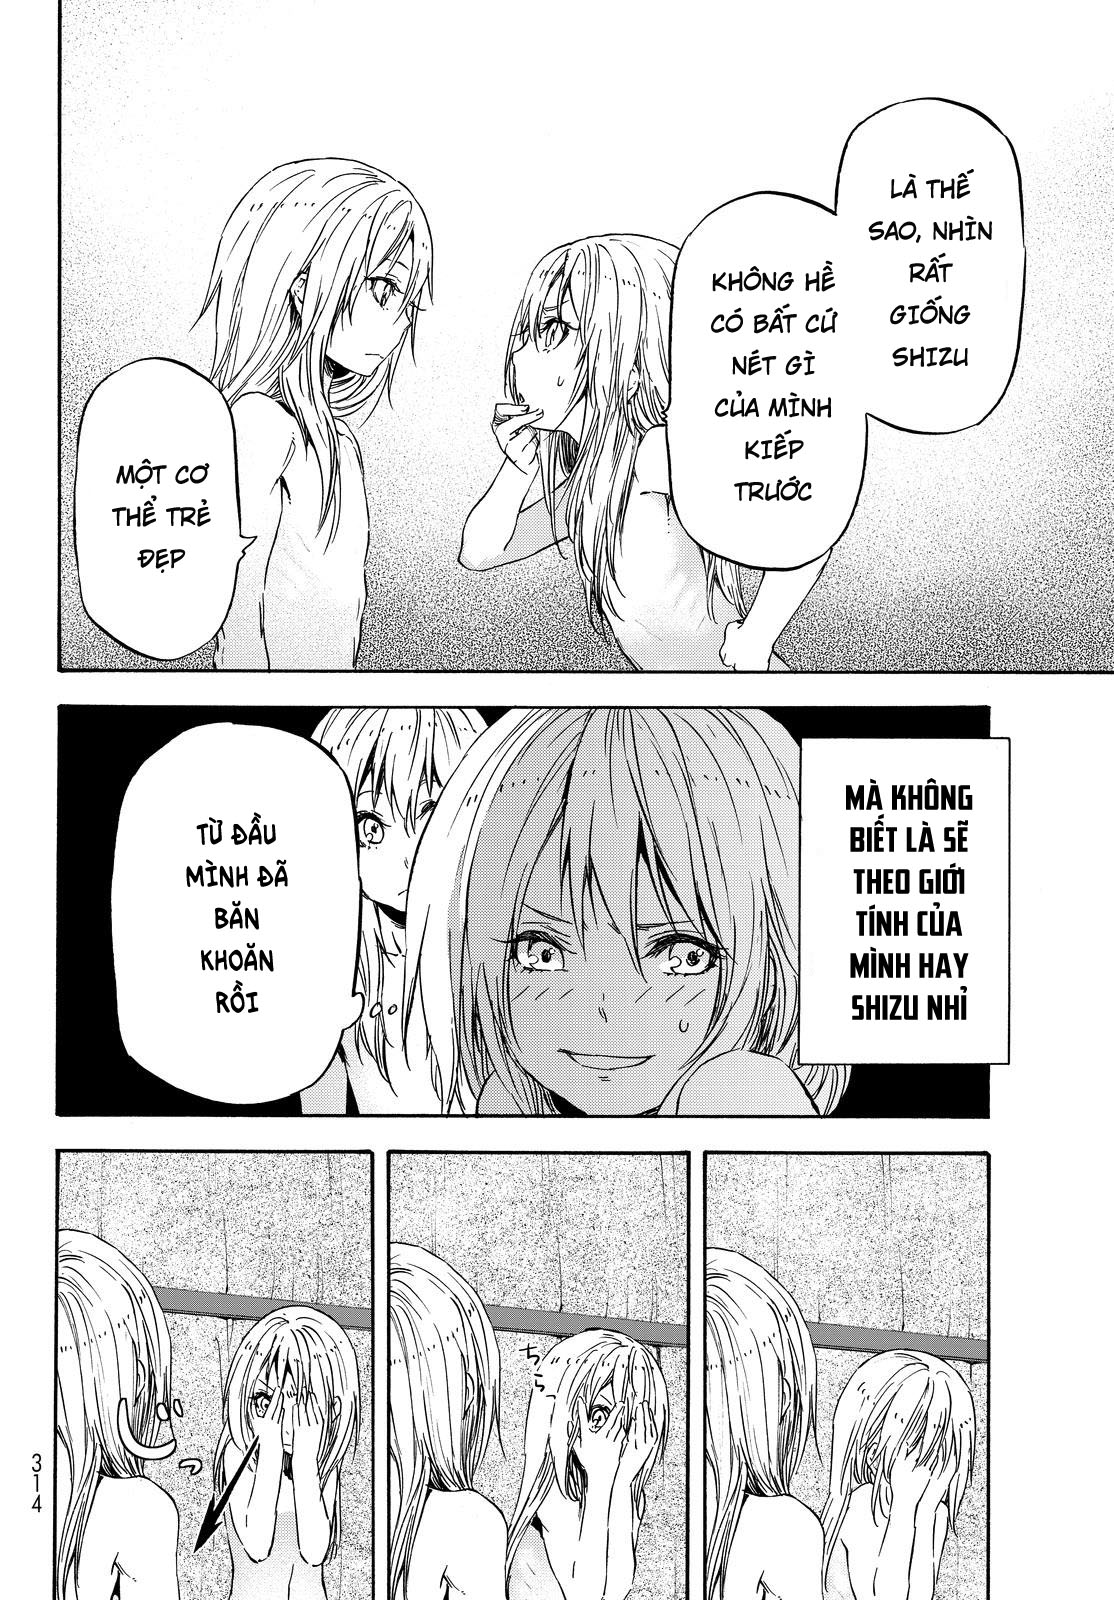 LÀ THẾ
SAO, NHÌN
RẤT
GIỐNG
SHIZU
KHÔNG HỀ
CÓ BẤT CỨ
NÉT GÌ
CỦA MÌNH
KIẾP
TRƯỚC
MỘT CƠ
THỂ TRẺ
ĐẸP
MÀ KHÔNG
BIẾT LÀ SẼ
THEO GIỚI
TÍNH CỦA
MÌNH HAY
SHIZU NHỈ
TỪ ĐẦU
MÌNH ĐÃ
BĂN
KHOĂN
RỒI
ちら
314